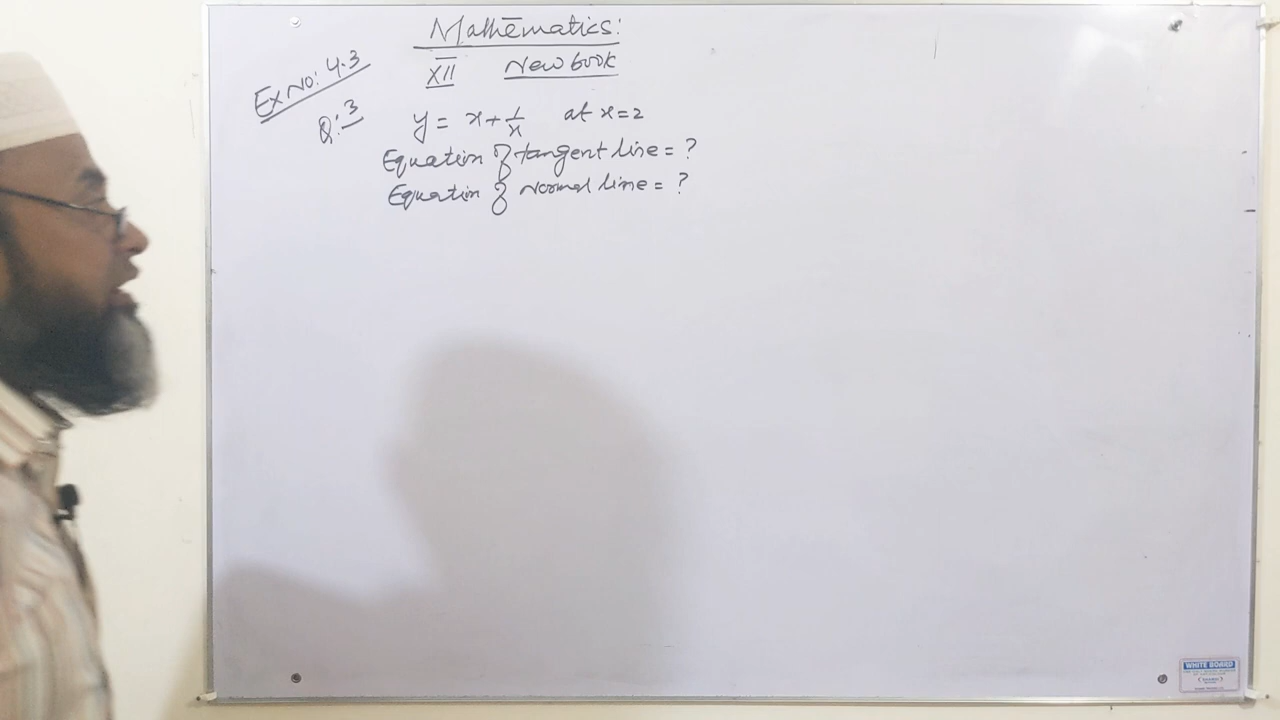 Mathematics:
XII New book
Ex No: 4.3
Q: 3
y = x + 1/x at x = 2
Equation of tangent line = ?
Equation of normal line = ?
WHITE BOARD